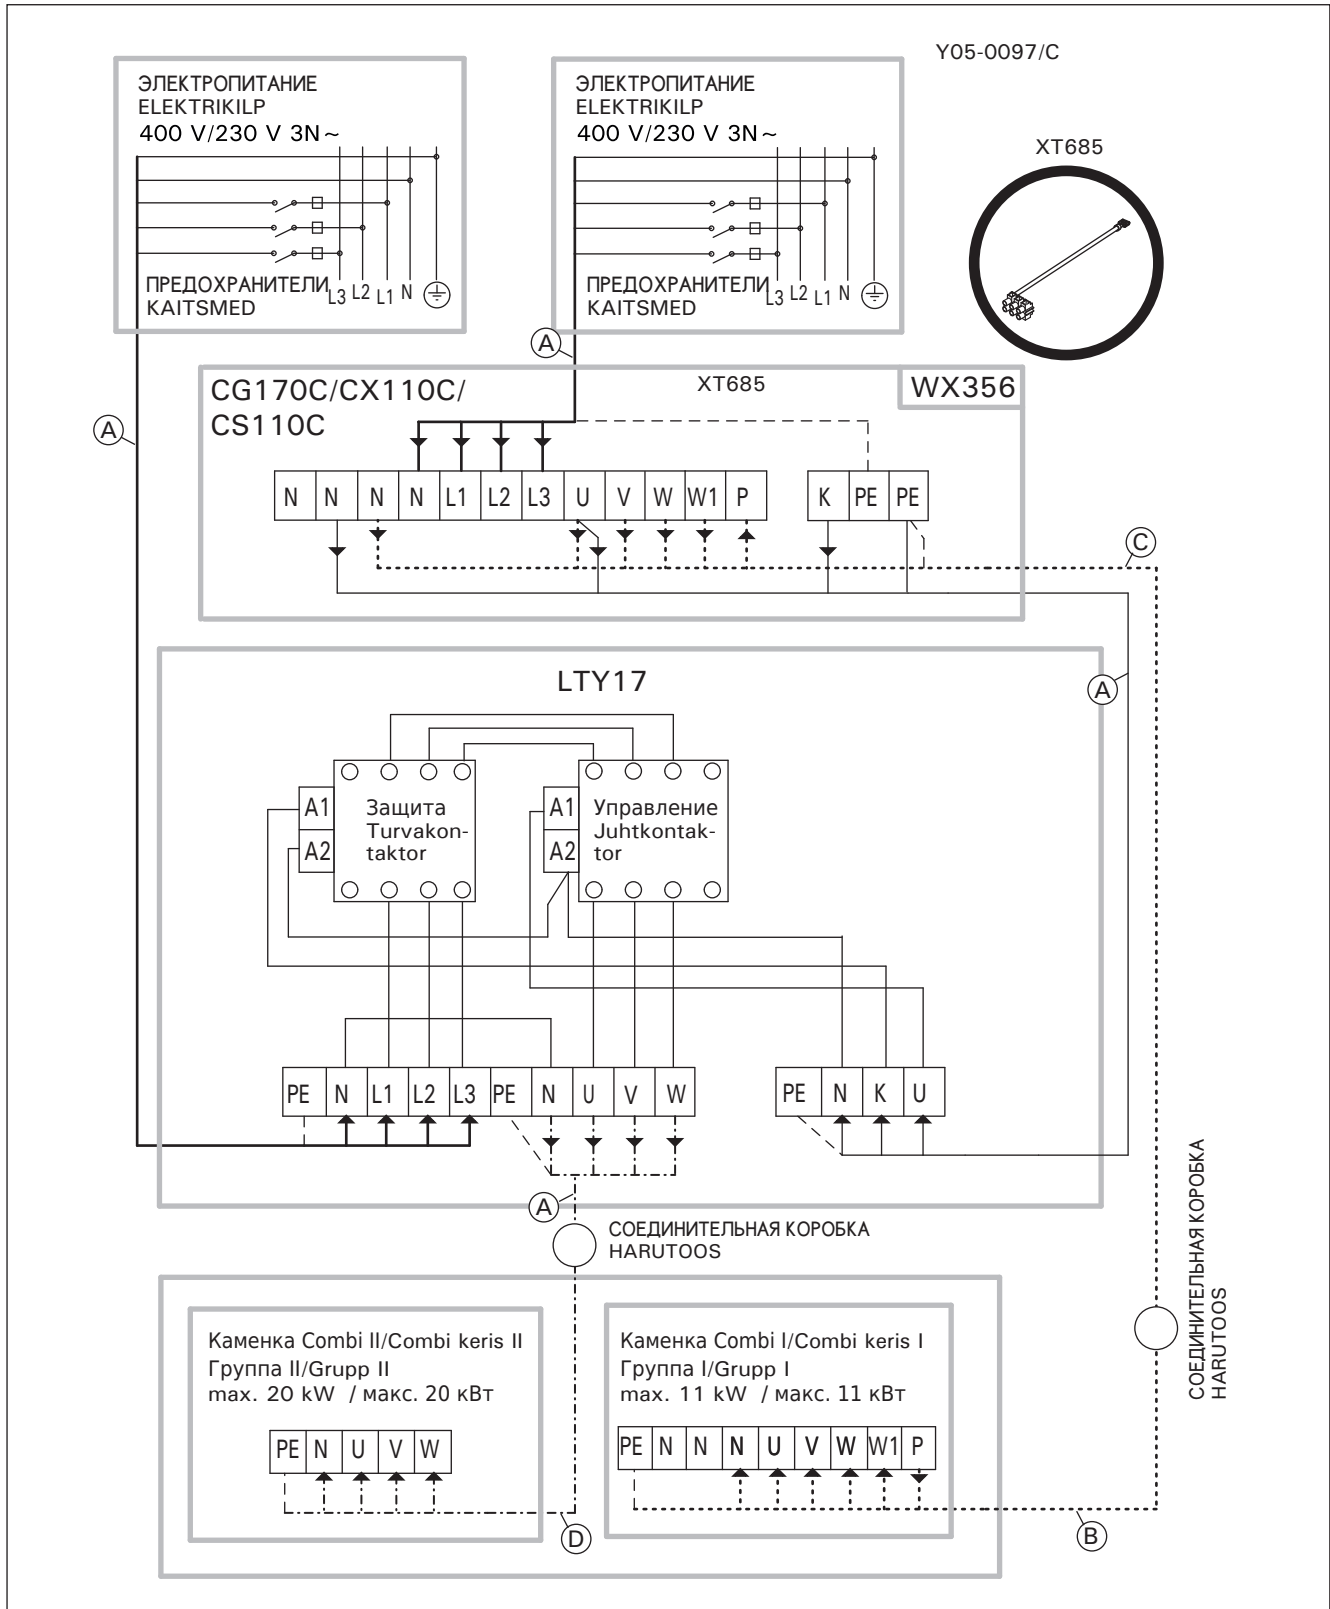 Y05-0097/C
ЭЛЕКТРОПИТАНИЕ
ELEKTRIKILP
400 V/230 V 3N~
ПРЕДОХРАНИТЕЛИ
KAITSMED
L3 L2 L1 N
ЭЛЕКТРОПИТАНИЕ
ELEKTRIKILP
400 V/230 V 3N~
ПРЕДОХРАНИТЕЛИ
KAITSMED
L3 L2 L1 N
XT685
A
A
CG170C/CX110C/
CS110C
XT685
WX356
N N N N L1 L2 L3 U V W W1 P
K PE PE
C
LTY17
A
A1
A2
Защита
Turvakon-
taktor
A1
A2
Управление
Juhtkontak-
tor
PE N L1 L2 L3 PE N U V W
PE N K U
A
СОЕДИНИТЕЛЬНАЯ КОРОБКА
HARUTOOS
СОЕДИНИТЕЛЬНАЯ КОРОБКА
HARUTOOS
Каменка Combi II/Combi keris II
Группа II/Grupp II
max. 20 kW / макс. 20 кВт
PE N U V W
D
Каменка Combi I/Combi keris I
Группа I/Grupp I
max. 11 kW / макс. 11 кВт
PE N N N U V W W1 P
B